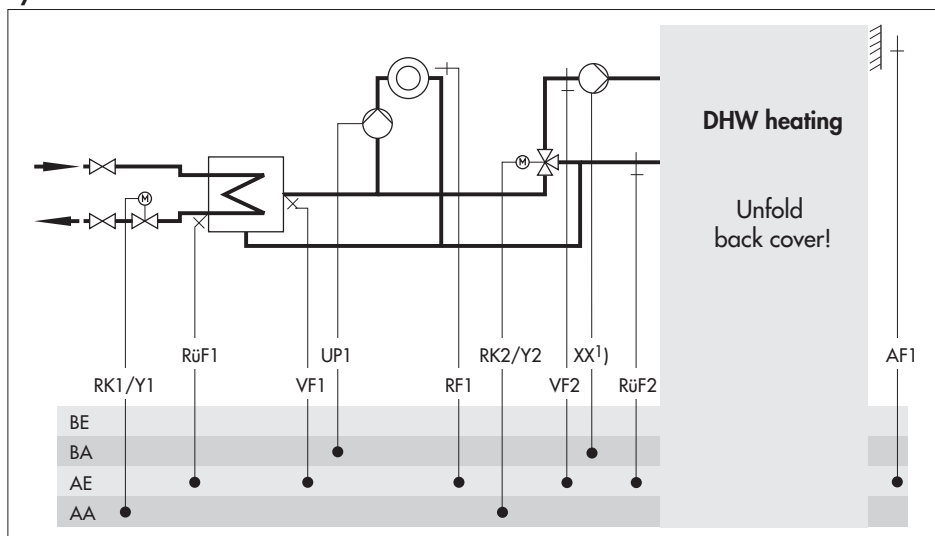 DHW heating
Unfold
back cover!
M
M
RüF1
UP1
RK2/Y2
XX1)
AF1
RK1/Y1
VF1
RF1
VF2
RüF2
BE
BA
AE
AA